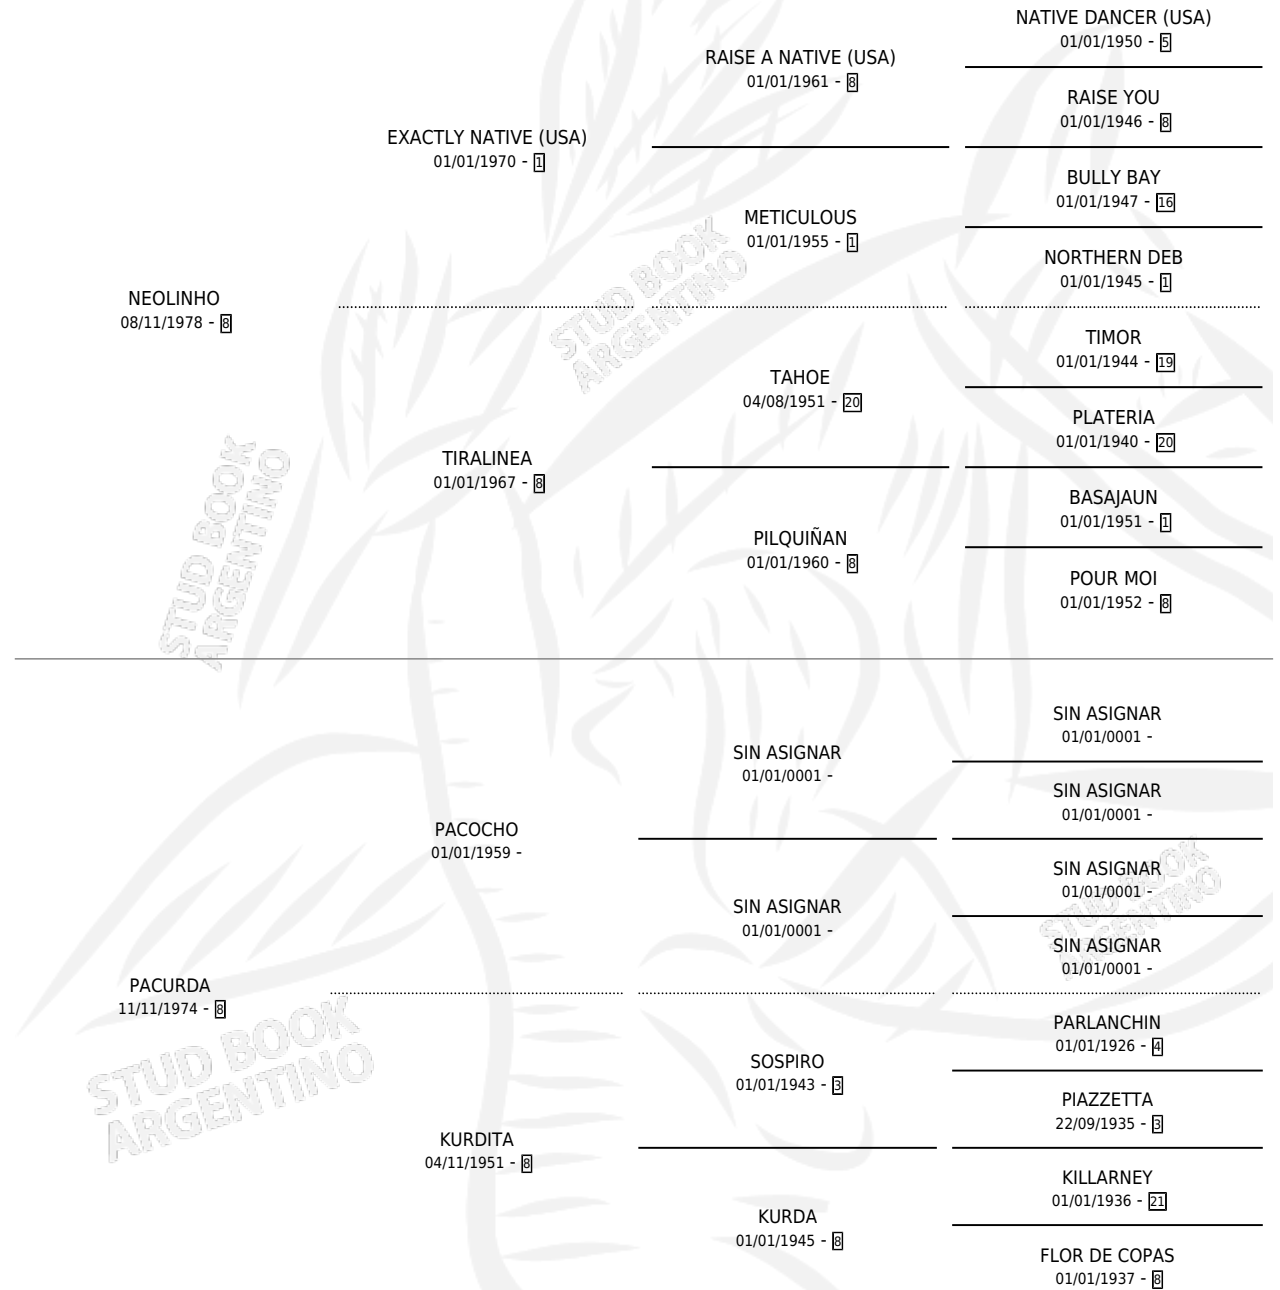 NATIVE DANCER (USA)
01/01/1950 - 5
RAISE A NATIVE (USA)
01/01/1961 - 8
RAISE YOU
01/01/1946 - 8
EXACTLY NATIVE (USA)
01/01/1970 - 1
BULLY BAY
01/01/1947 - 16
METICULOUS
01/01/1955 - 1
NORTHERN DEB
01/01/1945 - 1
NEOLINHO
08/11/1978 - 8
TIMOR
01/01/1944 - 19
TAHOE
04/08/1951 - 20
PLATERIA
01/01/1940 - 20
TIRALINEA
01/01/1967 - 8
BASAJAUN
01/01/1951 - 1
PILQUIÑAN
01/01/1960 - 8
POUR MOI
01/01/1952 - 8
SIN ASIGNAR
01/01/0001 -
SIN ASIGNAR
01/01/0001 -
SIN ASIGNAR
01/01/0001 -
PACOCHO
01/01/1959 -
SIN ASIGNAR
01/01/0001 -
SIN ASIGNAR
01/01/0001 -
SIN ASIGNAR
01/01/0001 -
PACURDA
11/11/1974 - 8
PARLANCHIN
01/01/1926 - 4
SOSPIRO
01/01/1943 - 3
PIAZZETTA
22/09/1935 - 3
KURDITA
04/11/1951 - 8
KILLARNEY
01/01/1936 - 21
KURDA
01/01/1945 - 8
FLOR DE COPAS
01/01/1937 - 8
STUD BOOK
ARGENTINO
STUD BOOK
ARGENTINO
STUD BOOK
ARGENTINO
STUD BOOK
ARGENTINO